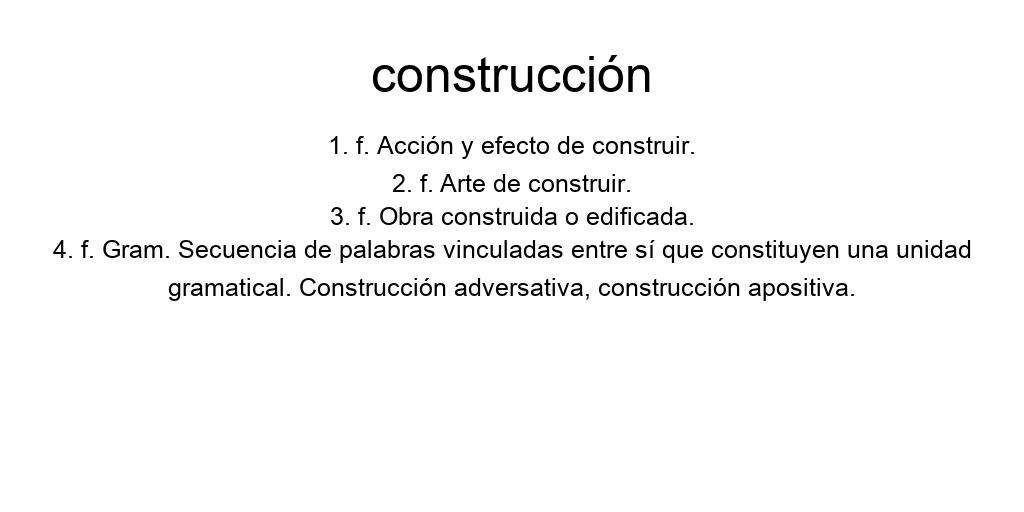 construcción
1. f. Acción y efecto de construir.
2. f. Arte de construir.
3. f. Obra construida o edificada.
4. f. Gram. Secuencia de palabras vinculadas entre sí que constituyen una unidad
gramatical. Construcción adversativa, construcción apositiva.